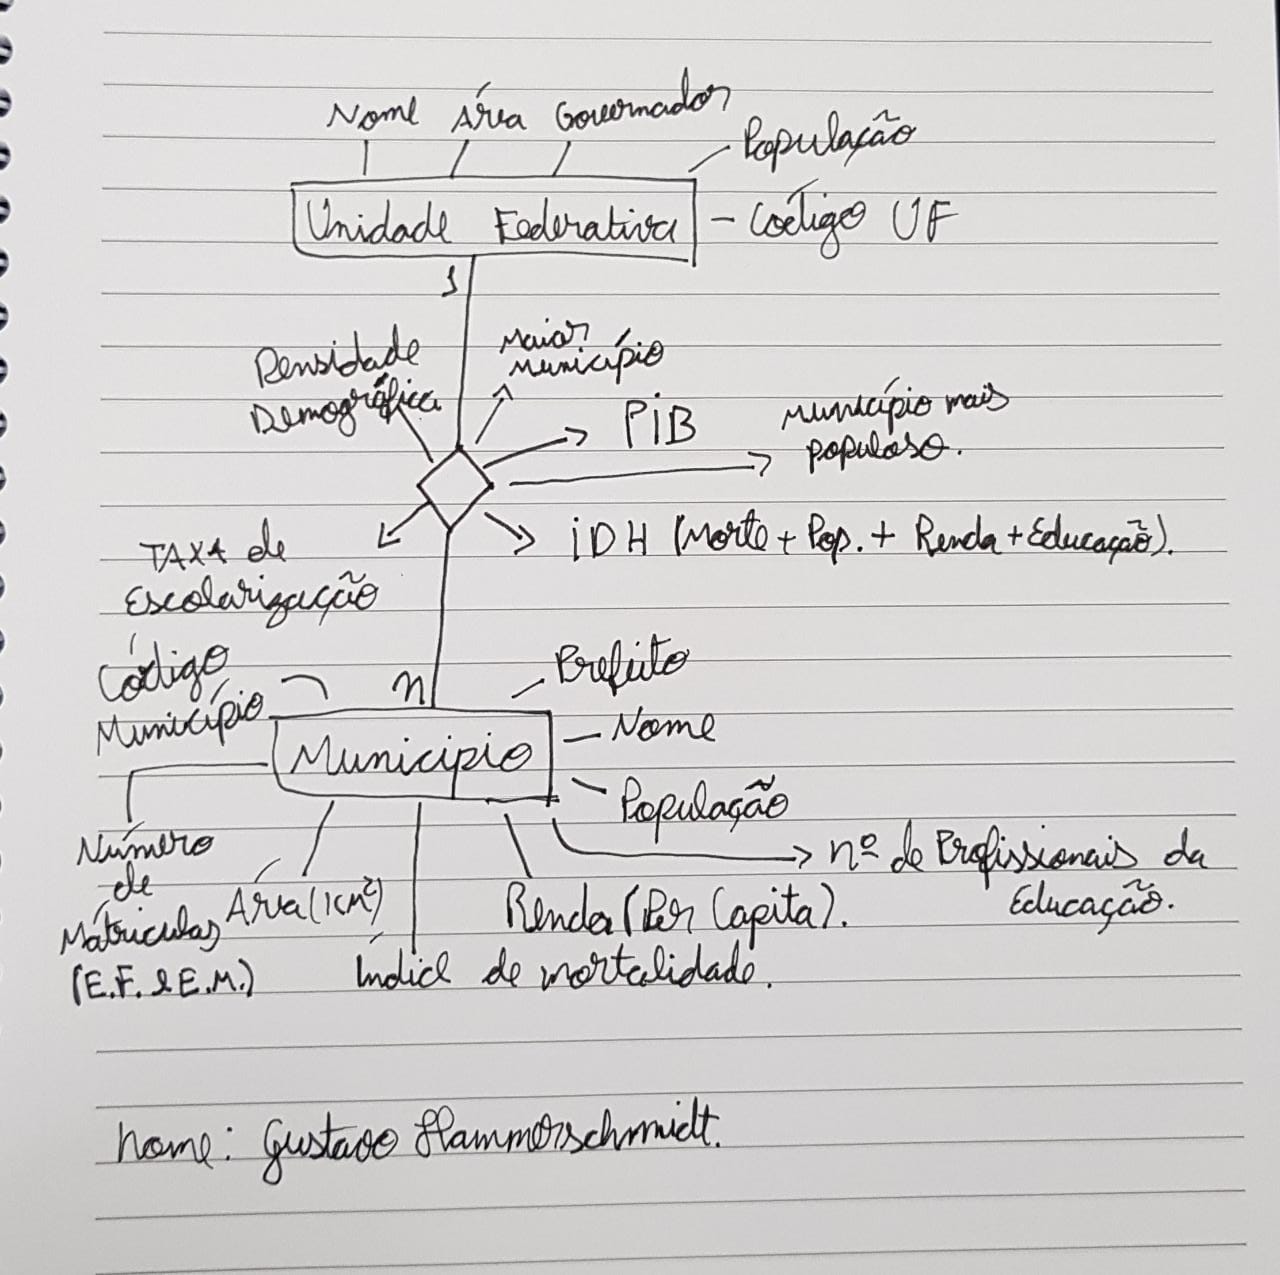 Nome Área Governador
População
Unidade Federativa - Código UF
1
Densidade
Demográfica
Maior
Município
PIB
Município mais
populoso.
TAXA de
Escolarização
IDH (Morte + Pop. + Renda + Educação).
Código
Município
n
Prefeito
Nome
Município
População
Número
de
Mátriculas
(E.F. & E.M.)
Área (Km²)
Índice de mortalidade.
Renda (Per Capita).
nº de Profissionais da
Educação.
nome: Gustavo Hammerschmidt.